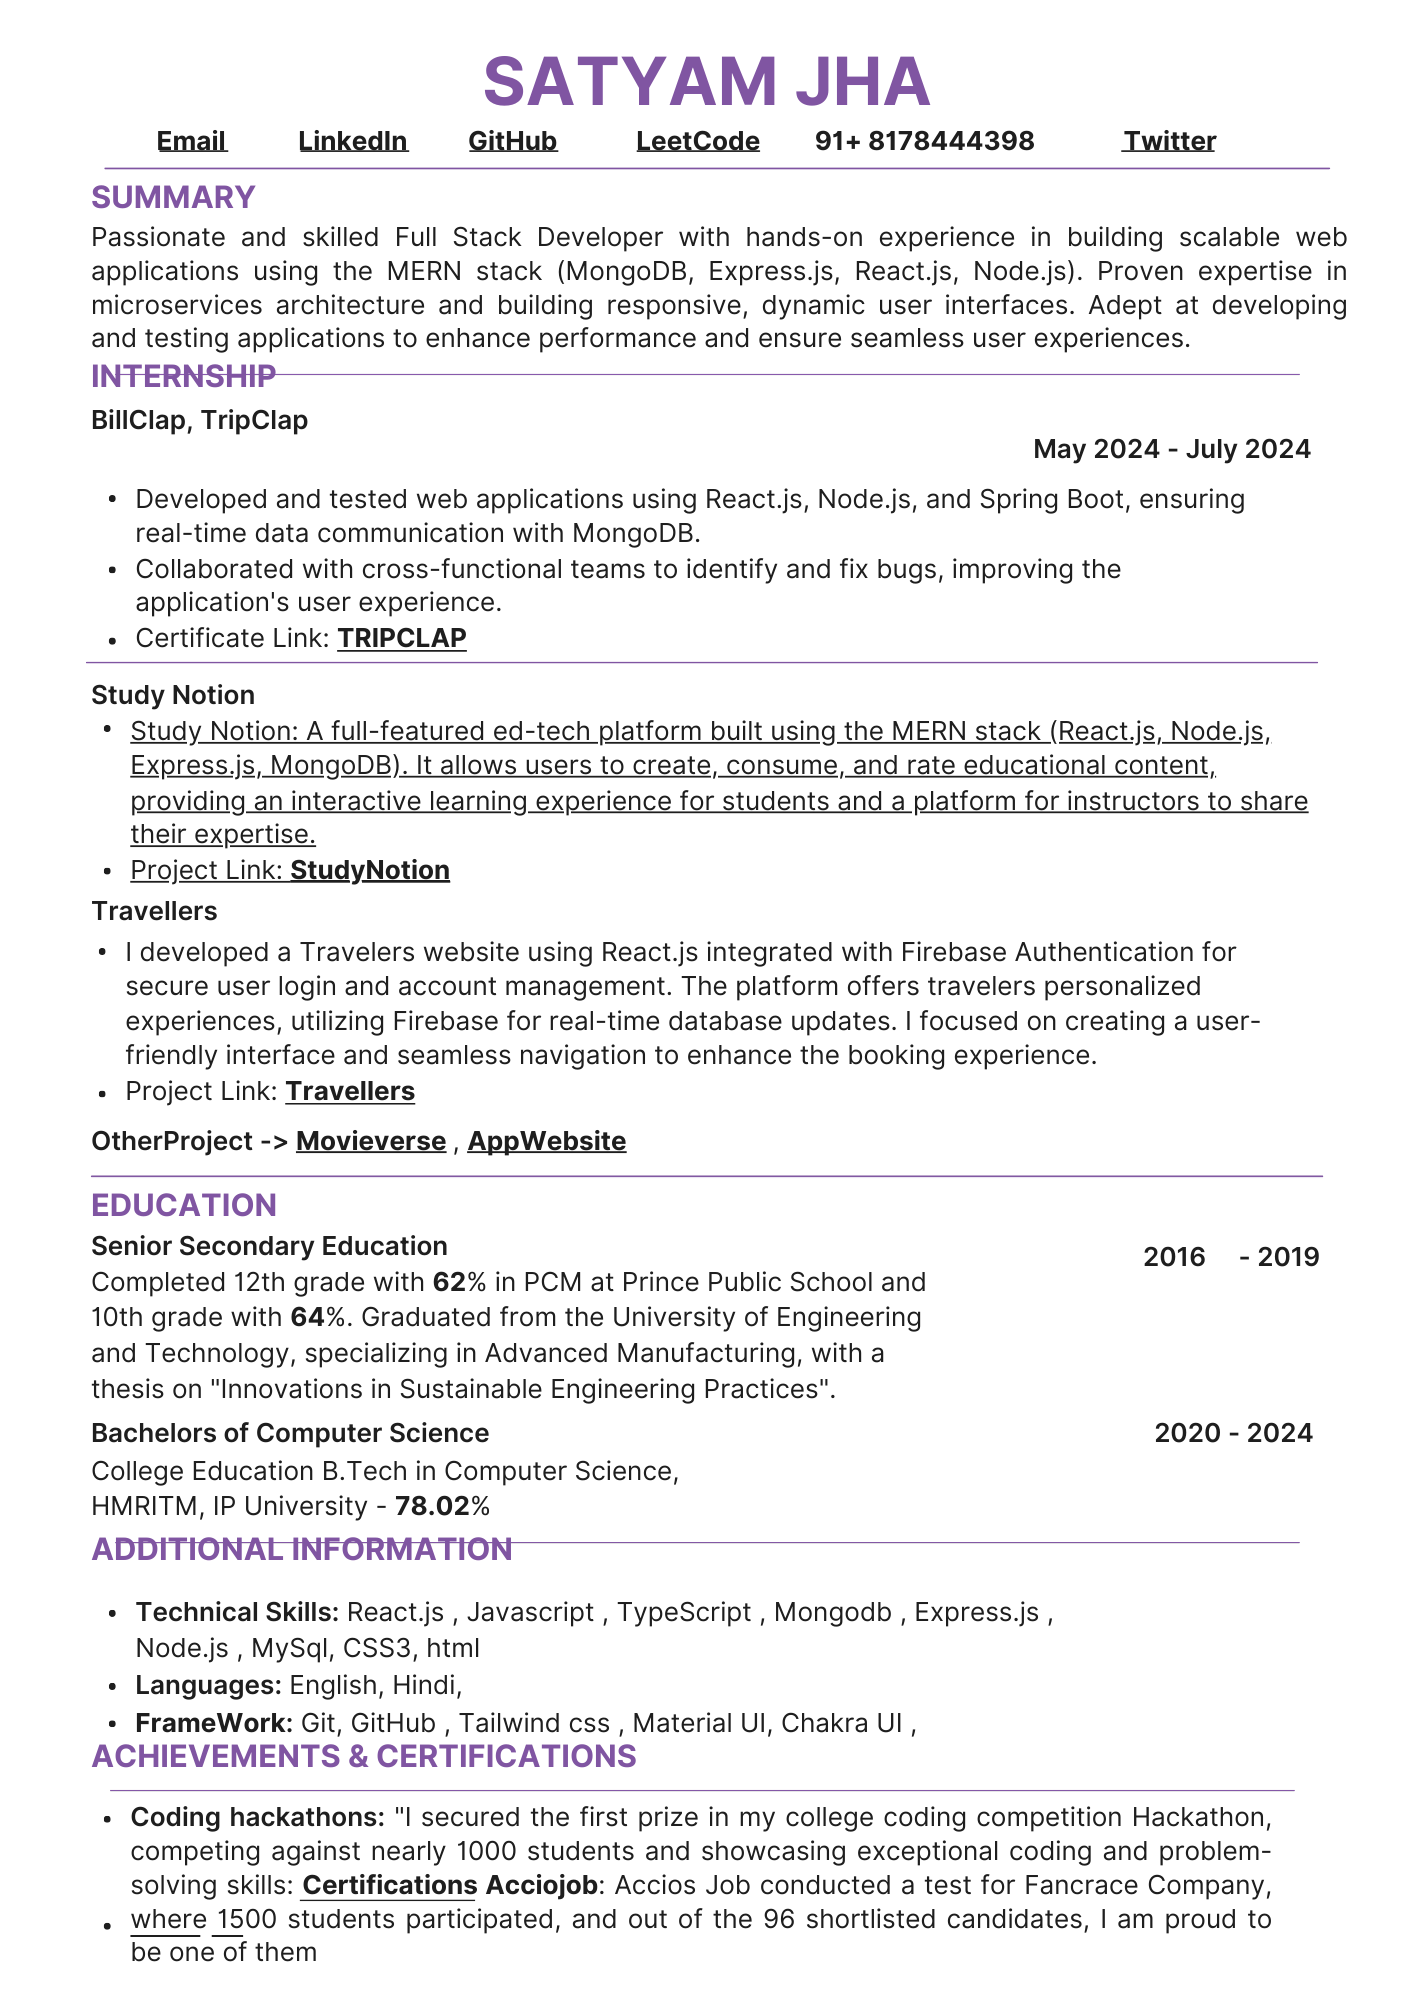 SATYAM JHA
Email LinkedIn GitHub LeetCode 91+ 8178444398 Twitter
SUMMARY
Passionate and skilled Full Stack Developer with hands-on experience in building scalable web
applications using the MERN stack (MongoDB, Express.js, React.js, Node.js). Proven expertise in
microservices architecture and building responsive, dynamic user interfaces. Adept at developing
and testing applications to enhance performance and ensure seamless user experiences.
INTERNSHIP
BillClap, TripClap
May 2024 - July 2024
• Developed and tested web applications using React.js, Node.js, and Spring Boot, ensuring
real-time data communication with MongoDB.
• Collaborated with cross-functional teams to identify and fix bugs, improving the
application's user experience.
• Certificate Link: TRIPCLAP
Study Notion
• Study Notion: A full-featured ed-tech platform built using the MERN stack (React.js, Node.js,
Express.js, MongoDB). It allows users to create, consume, and rate educational content,
providing an interactive learning experience for students and a platform for instructors to share
their expertise.
• Project Link: StudyNotion
Travellers
• I developed a Travelers website using React.js integrated with Firebase Authentication for
secure user login and account management. The platform offers travelers personalized
experiences, utilizing Firebase for real-time database updates. I focused on creating a user-
friendly interface and seamless navigation to enhance the booking experience.
• Project Link: Travellers
OtherProject -> Movieverse , AppWebsite
EDUCATION
Senior Secondary Education 2016 - 2019
Completed 12th grade with 62% in PCM at Prince Public School and
10th grade with 64%. Graduated from the University of Engineering
and Technology, specializing in Advanced Manufacturing, with a
thesis on "Innovations in Sustainable Engineering Practices".
Bachelors of Computer Science 2020 - 2024
College Education B.Tech in Computer Science,
HMRITM, IP University - 78.02%
ADDITIONAL INFORMATION
• Technical Skills: React.js , Javascript , TypeScript , Mongodb , Express.js ,
Node.js , MySql, CSS3, html
• Languages: English, Hindi,
• FrameWork: Git, GitHub , Tailwind css , Material UI, Chakra UI ,
ACHIEVEMENTS & CERTIFICATIONS
• Coding hackathons: "I secured the first prize in my college coding competition Hackathon,
competing against nearly 1000 students and showcasing exceptional coding and problem-
solving skills: Certifications Acciojob: Accios Job conducted a test for Fancrace Company,
• where 1500 students participated, and out of the 96 shortlisted candidates, I am proud to
be one of them